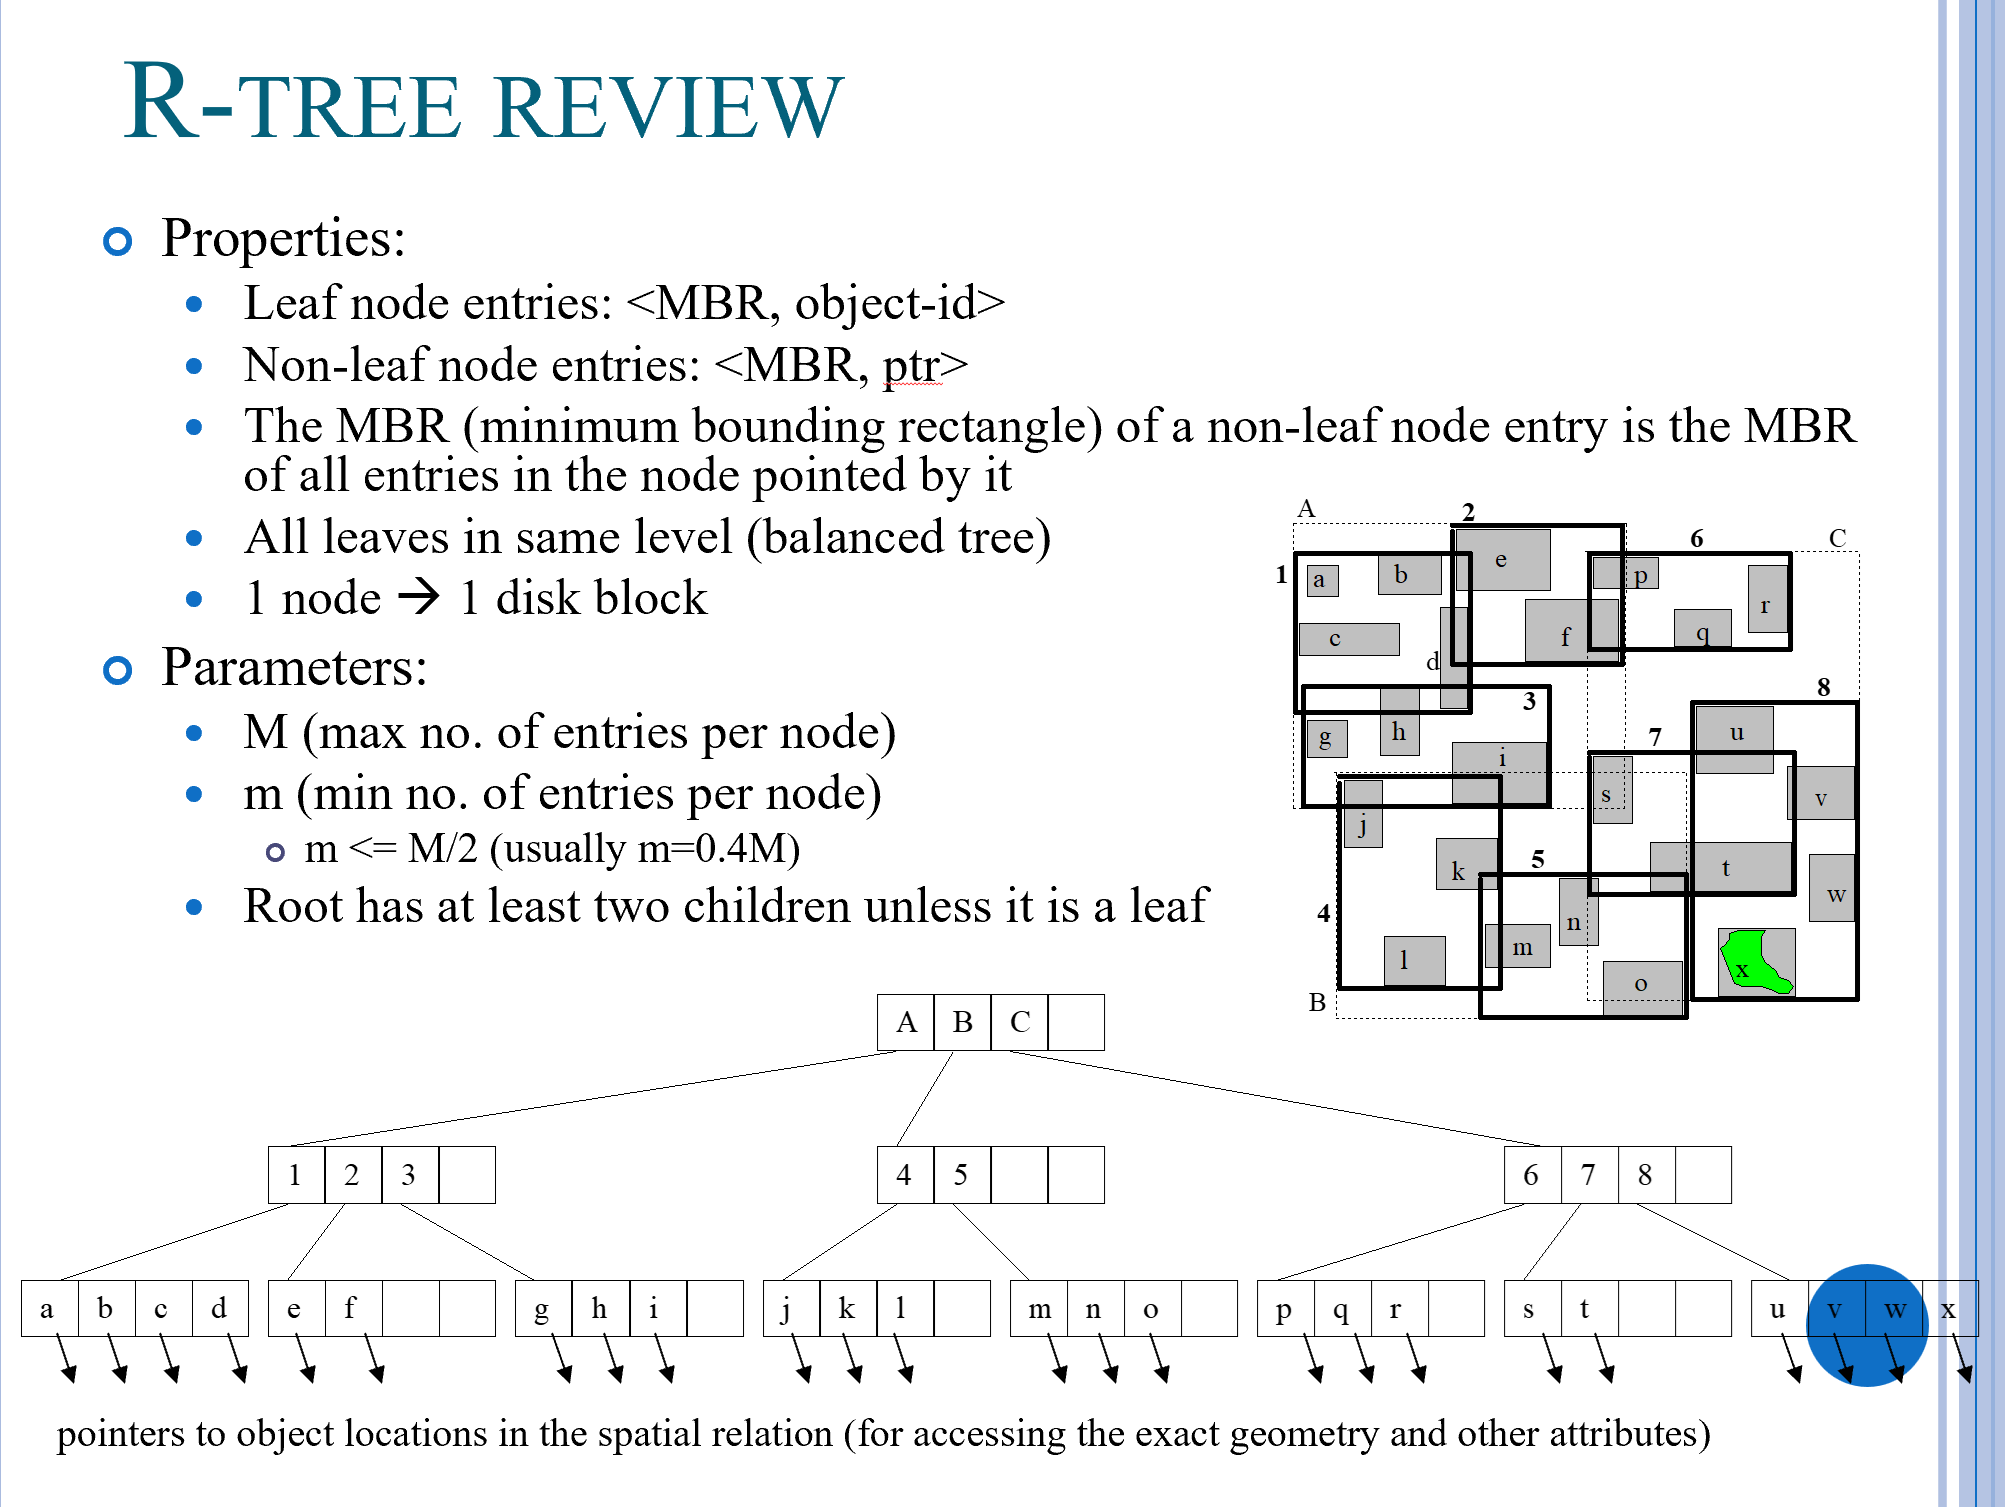 R-TREE REVIEW
Properties:
Leaf node entries: <MBR, object-id>
Non-leaf node entries: <MBR, ptr>
The MBR (minimum bounding rectangle) of a non-leaf node entry is the MBR
of all entries in the node pointed by it
All leaves in same level (balanced tree)
1 node → 1 disk block
Parameters:
M (max no. of entries per node)
m (min no. of entries per node)
m <= M/2 (usually m=0.4M)
Root has at least two children unless it is a leaf
A 2
6 C
e
1 a b p
r
c f q
d
8
3
g h u
7
i
s v
j
5
k t
w
4
n
m
l x
o
B
A B C
1 2 3 4 5 6 7 8
a b c d e f g h i j k l m n o p q r s t u v w x
pointers to object locations in the spatial relation (for accessing the exact geometry and other attributes)